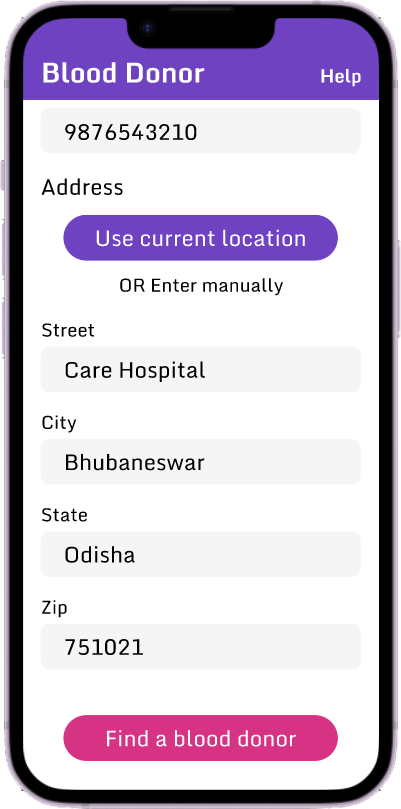 Blood Donor
Help
9876543210
Address
Use current location
OR Enter manually
Street
Care Hospital
City
Bhubaneswar
State
Odisha
Zip
751021
Find a blood donor